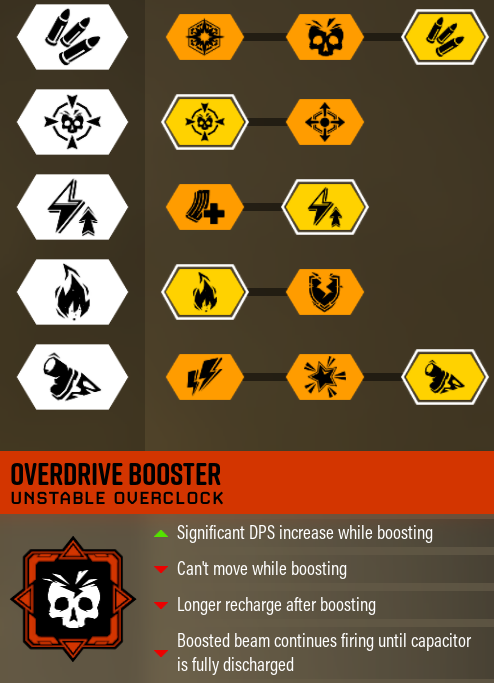 OVERDRIVE BOOSTER
UNSTABLE OVERCLOCK
Significant DPS increase while boosting
Can't move while boosting
Longer recharge after boosting
Boosted beam continues firing until capacitor
is fully discharged